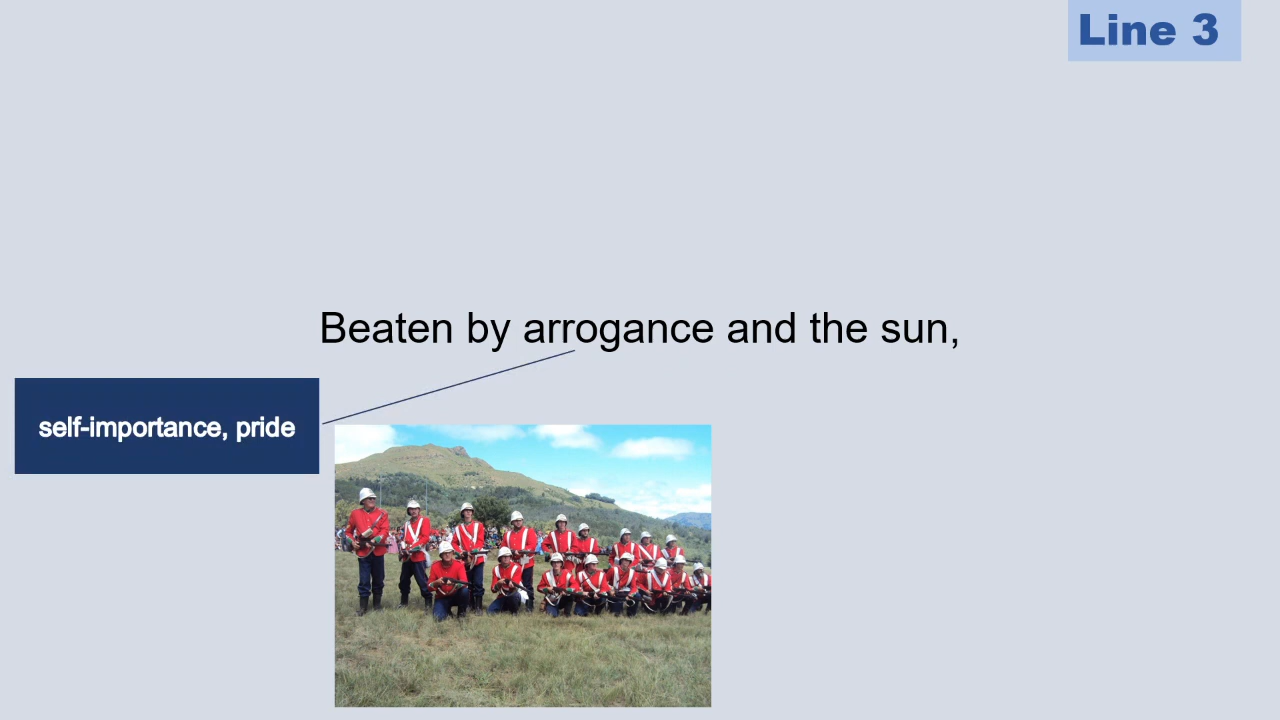 Line 3
Beaten by arrogance and the sun,
self-importance, pride